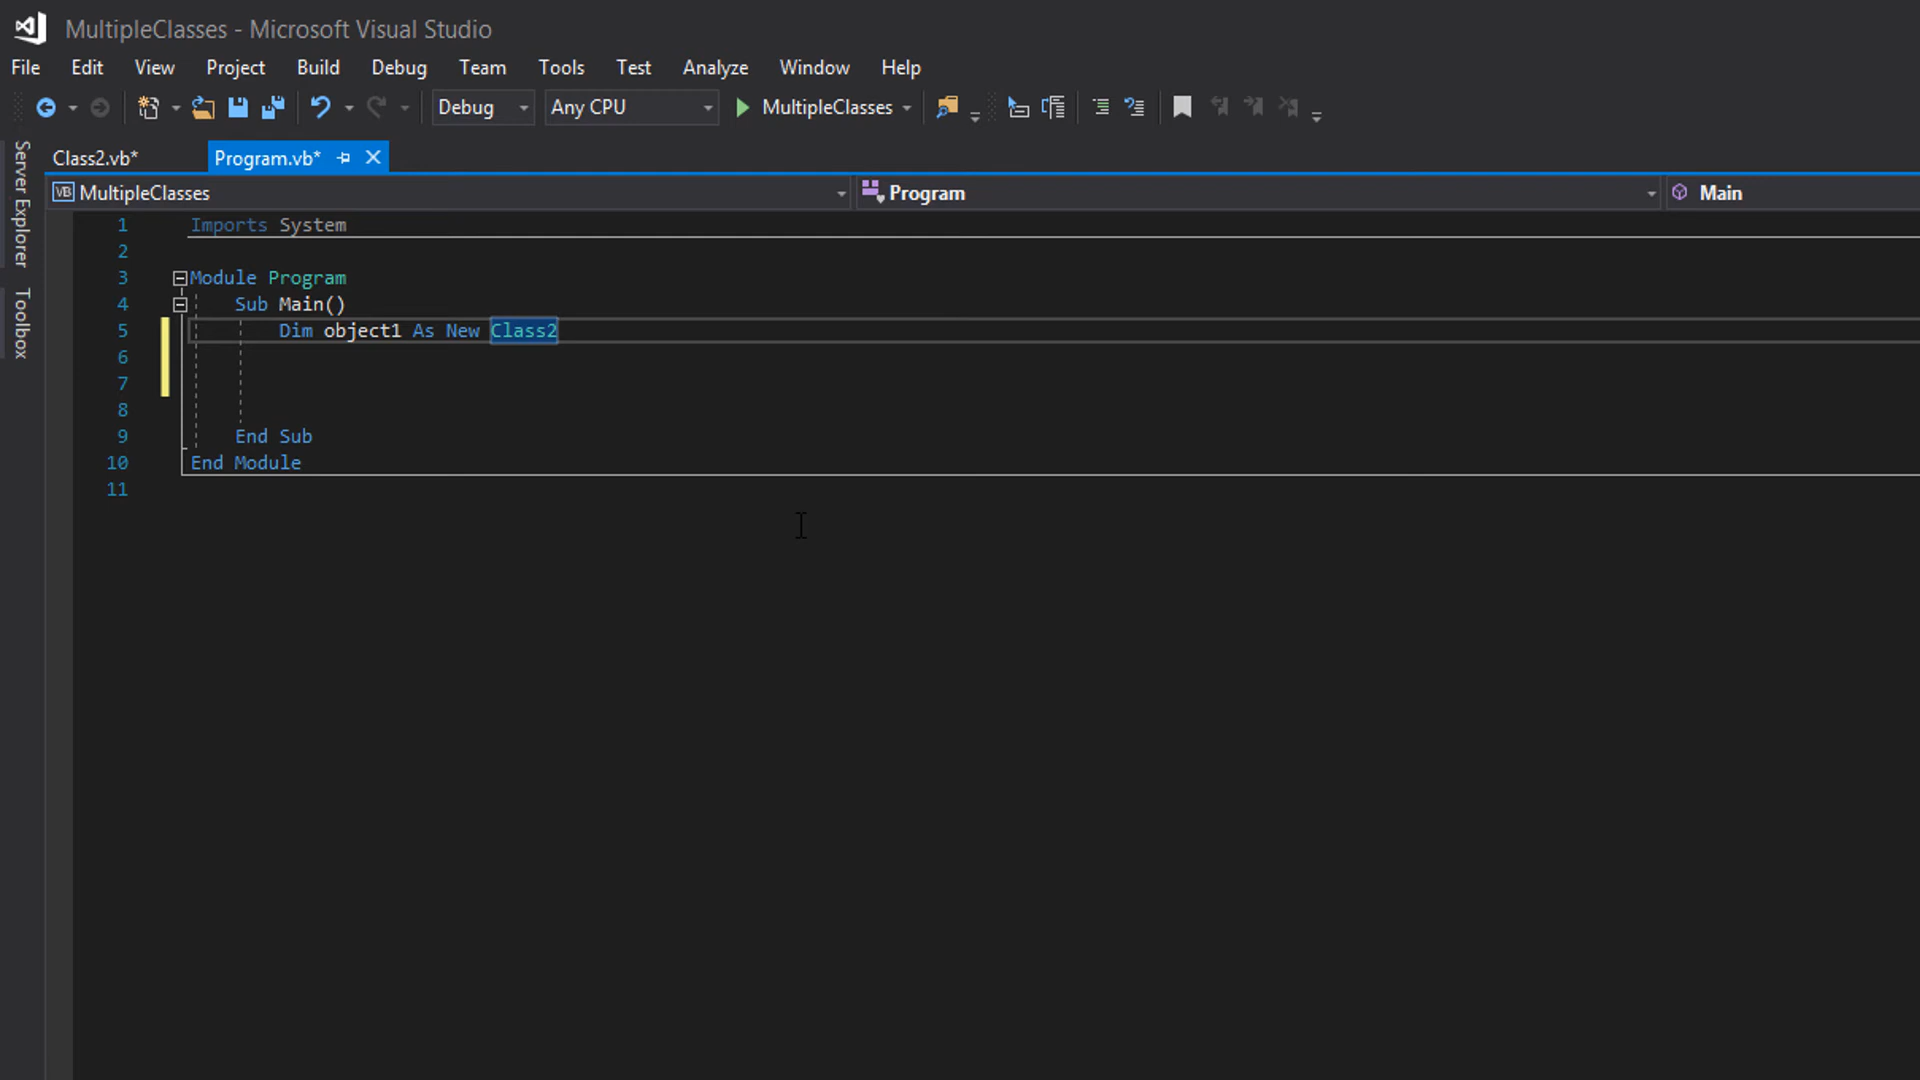 MultipleClasses - Microsoft Visual Studio
File Edit View Project Build Debug Team Tools Test Analyze Window Help
Debug Any CPU MultipleClasses
Server Explorer
Toolbox
Class2.vb* Program.vb*
VB MultipleClasses Program Main
1 Imports System
2
3 Module Program
4 Sub Main()
5 Dim object1 As New Class2
6
7
8
9 End Sub
10 End Module
11